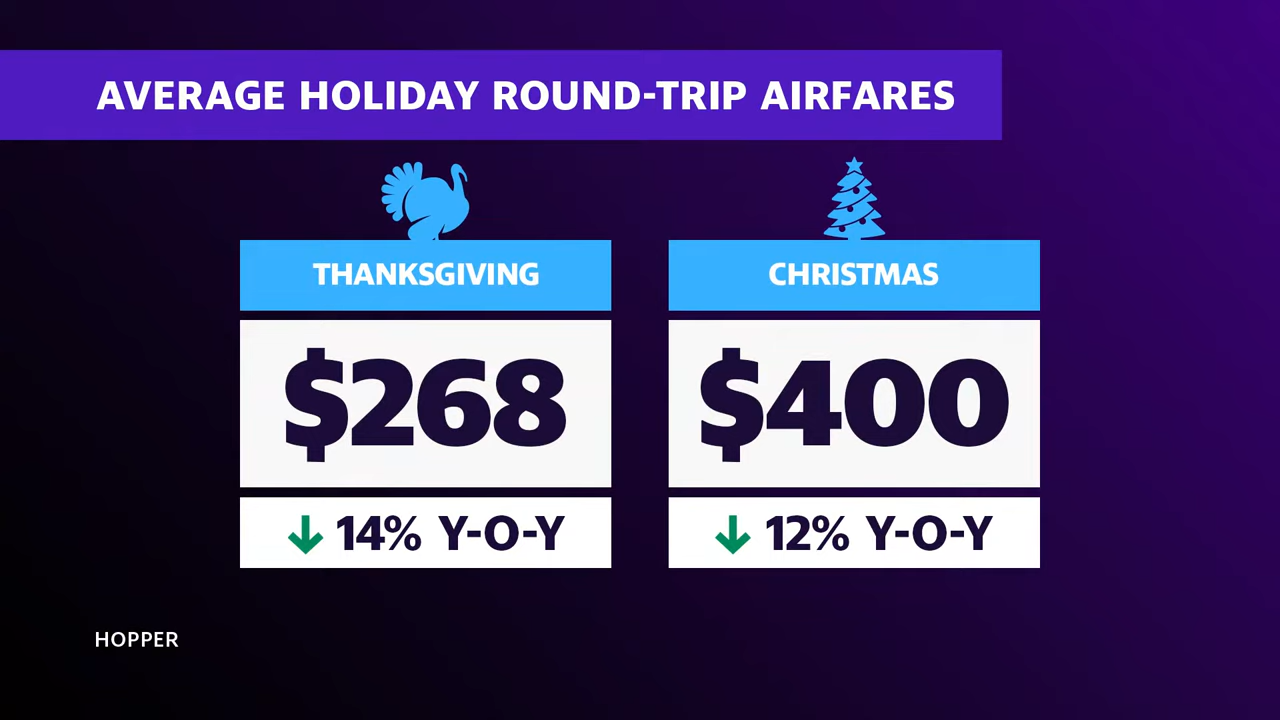 AVERAGE HOLIDAY ROUND-TRIP AIRFARES
THANKSGIVING
$268
↓ 14% Y-O-Y
CHRISTMAS
$400
↓ 12% Y-O-Y
HOPPER